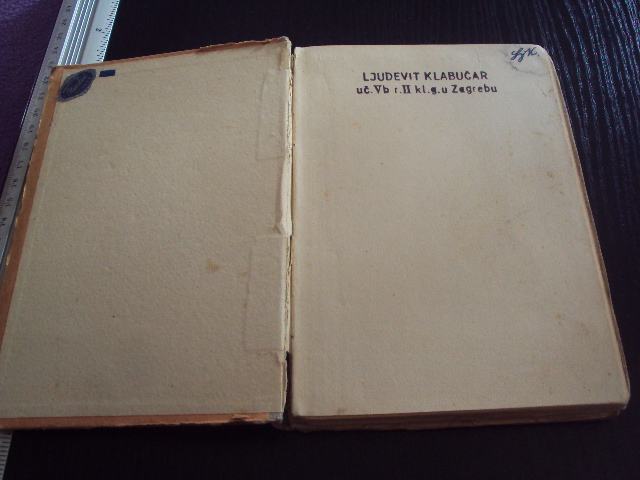 LJUDEVIT KLABUČAR
uč. Vb r. II kl. g. u Zagrebu